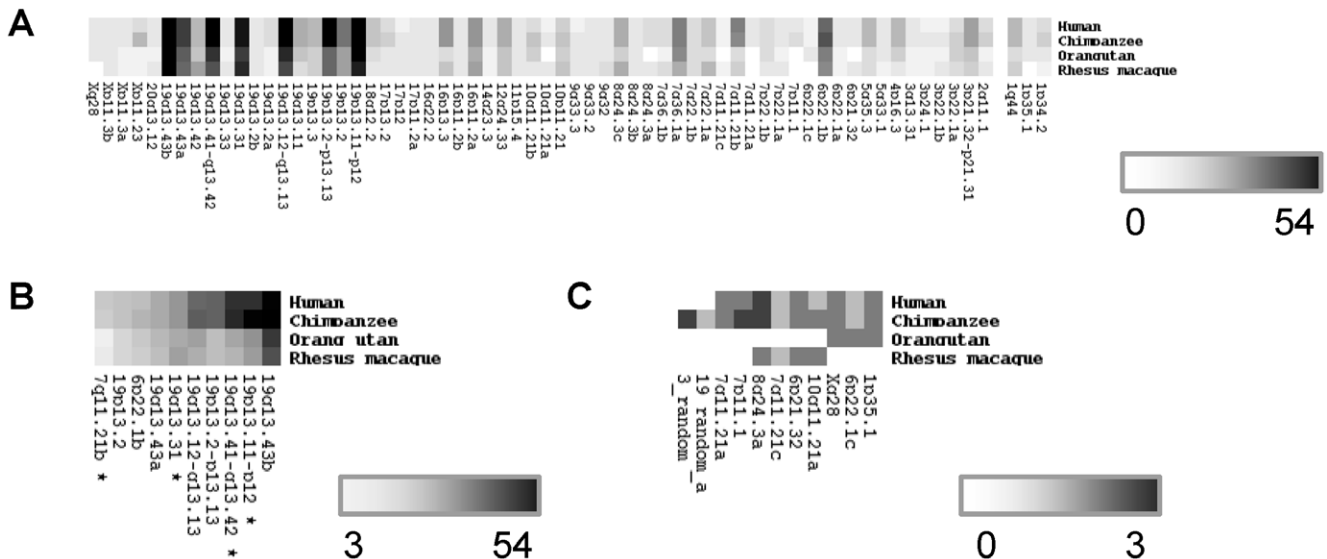 A
Human
Chimpanzee
Orangutan
Rhesus macaque
Xq28
Xp11.3b
Xp11.3a
Xp11.23
20q13.12
19q13.43b
19q13.43a
19q13.42
19q13.41-q13.42
19q13.33
19q13.31
19q13.2b
19q13.2a
19q13.12-q13.13
19q13.11
19p13.3
19p13.2-p13.13
19p13.2
19p13.11-p12
18q12.2
17p13.2
17p12
17p11.2a
16q22.2
16p13.3
16p11.2b
16p11.2a
14q23.3
12q24.33
11p15.4
10q11.21b
10q11.21a
10p11.21
9q33.3
9q33.2
9q32
8q24.3c
8q24.3b
8q24.3a
7q36.1b
7q36.1a
7q22.1b
7q22.1a
7q11.21c
7q11.21b
7q11.21a
7p22.1b
7p22.1a
7p11.1
6p22.1c
6p22.1b
6p22.1a
6p21.32
5q35.3
5q33.1
4p16.3
3q13.31
3p24.1
3p22.1b
3p22.1a
3p21.32-p21.31
2q11.1
1q44
1p35.1
1p34.2
0 54
B
Human
Chimpanzee
Orang utan
Rhesus macaque
7q11.21b *
19p13.2
6p22.1b
19q13.43a
19q13.31 *
19q13.12-q13.13
19p13.2-p13.13
19q13.41-q13.42 *
19p13.11-p12 *
19q13.43b
3 54
C
Human
Chimpanzee
Orangutan
Rhesus macaque
3_random_a
19_random_a
7q11.21a
7p11.1
8q24.3a
7q11.21c
6p21.32
10q11.21a
Xq28
6p22.1c
1p35.1
0 3